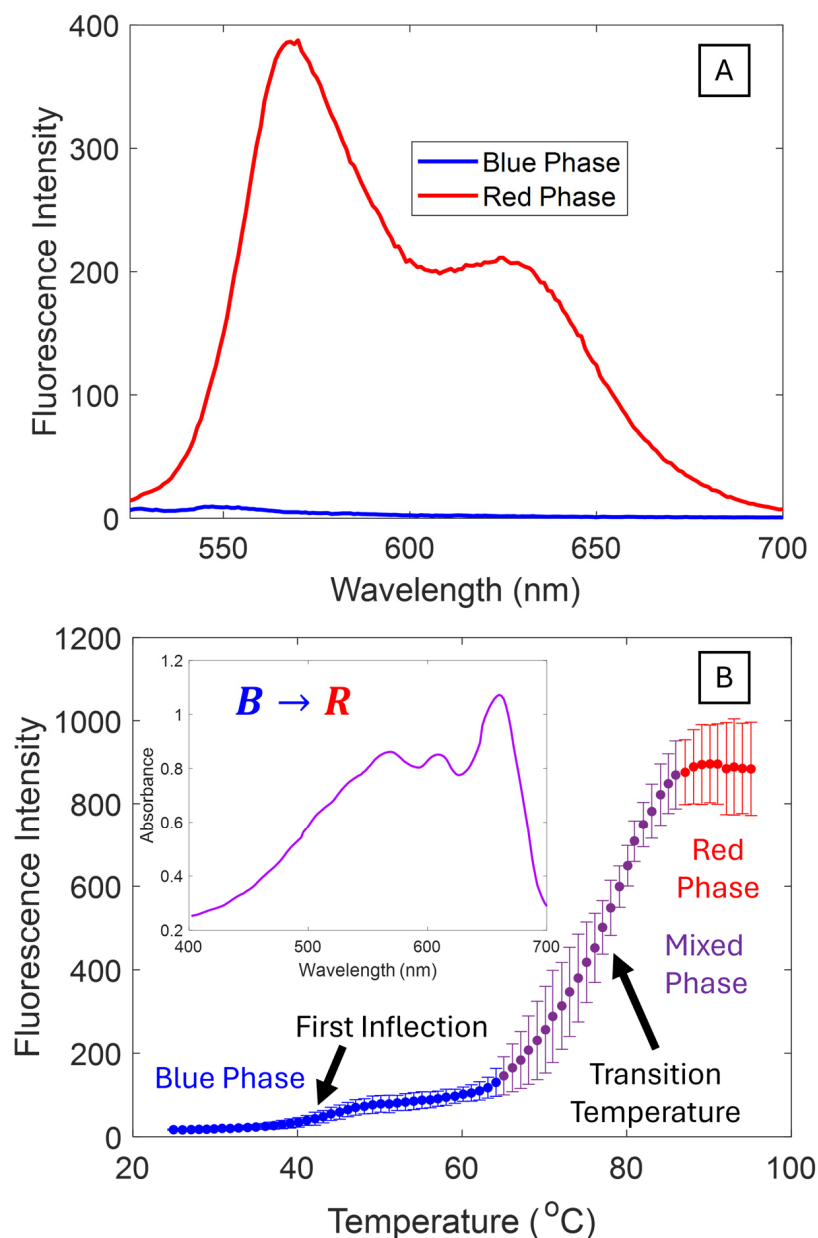 A
Fluorescence Intensity
400
300
200
100
0
Blue Phase
Red Phase
550
600
650
700
Wavelength (nm)
B
Fluorescence Intensity
1200
1000
800
600
400
200
0
B → R
Absorbance
1.2
1
0.8
0.6
0.4
0.2
400
500
600
700
Wavelength (nm)
Red
Phase
Mixed
Phase
First Inflection
Blue Phase
Transition
Temperature
20
40
60
80
100
Temperature (°C)